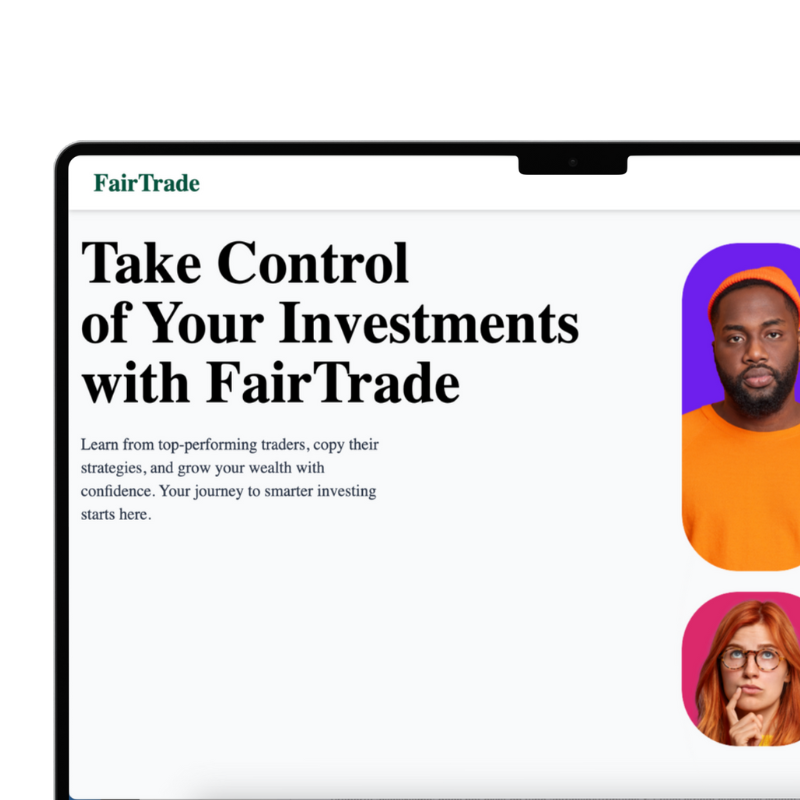 FairTrade
Take Control
of Your Investments
with FairTrade
Learn from top-performing traders, copy their
strategies, and grow your wealth with
confidence. Your journey to smarter investing
starts here.